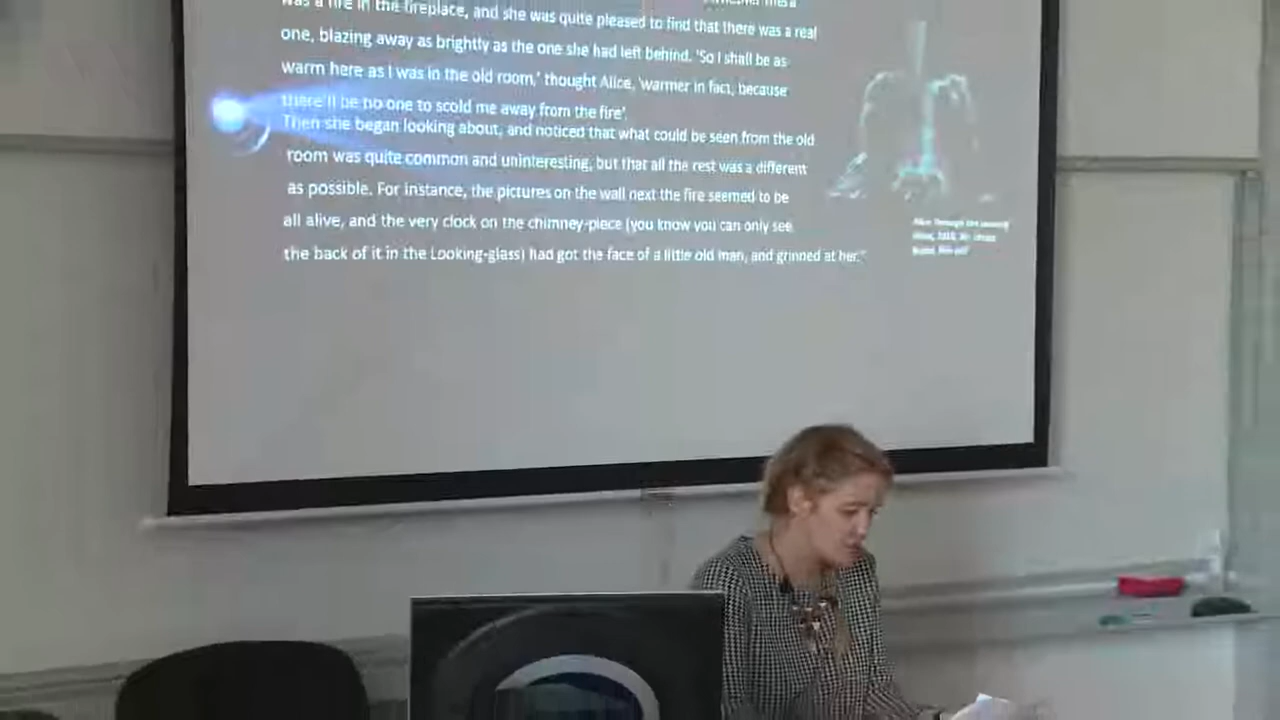 was a fire in the fireplace, and she was quite pleased to find that there was a real
one, blazing away as brightly as the one she had left behind. 'So I shall be as
warm here as I was in the old room,' thought Alice, 'warmer in fact, because
there'll be no one to scold me away from the fire'.
Then she began looking about, and noticed that what could be seen from the old
room was quite common and uninteresting, but that all the rest was a different
as possible. For instance, the pictures on the wall next the fire seemed to be
all alive, and the very clock on the chimney-piece (you know you can only see
the back of it in the Looking-glass) had got the face of a little old man, and grinned at her."
Alice Through the Looking